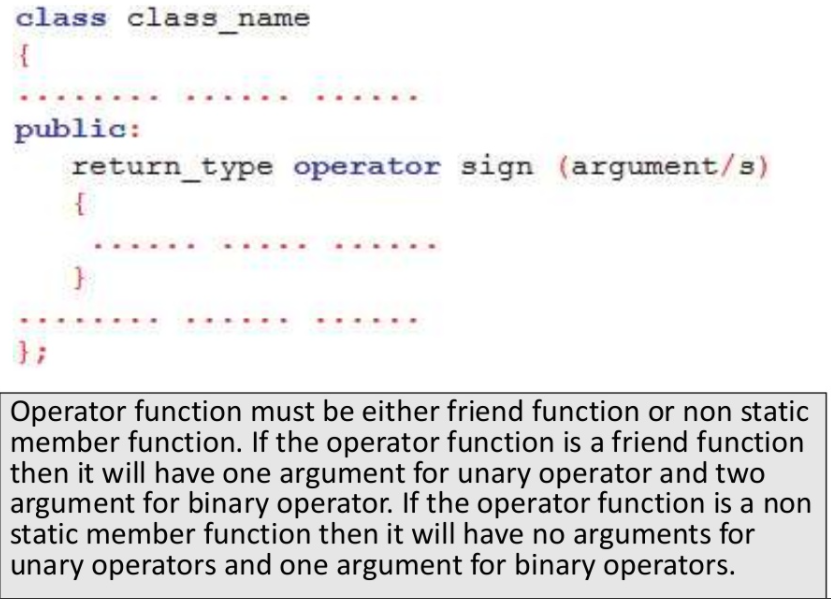 class class_name
{
........ ...... ......
public:
return_type operator sign (argument/s)
{
...... ..... ......
}
........ ...... ......
};
Operator function must be either friend function or non static
member function. If the operator function is a friend function
then it will have one argument for unary operator and two
argument for binary operator. If the operator function is a non
static member function then it will have no arguments for
unary operators and one argument for binary operators.